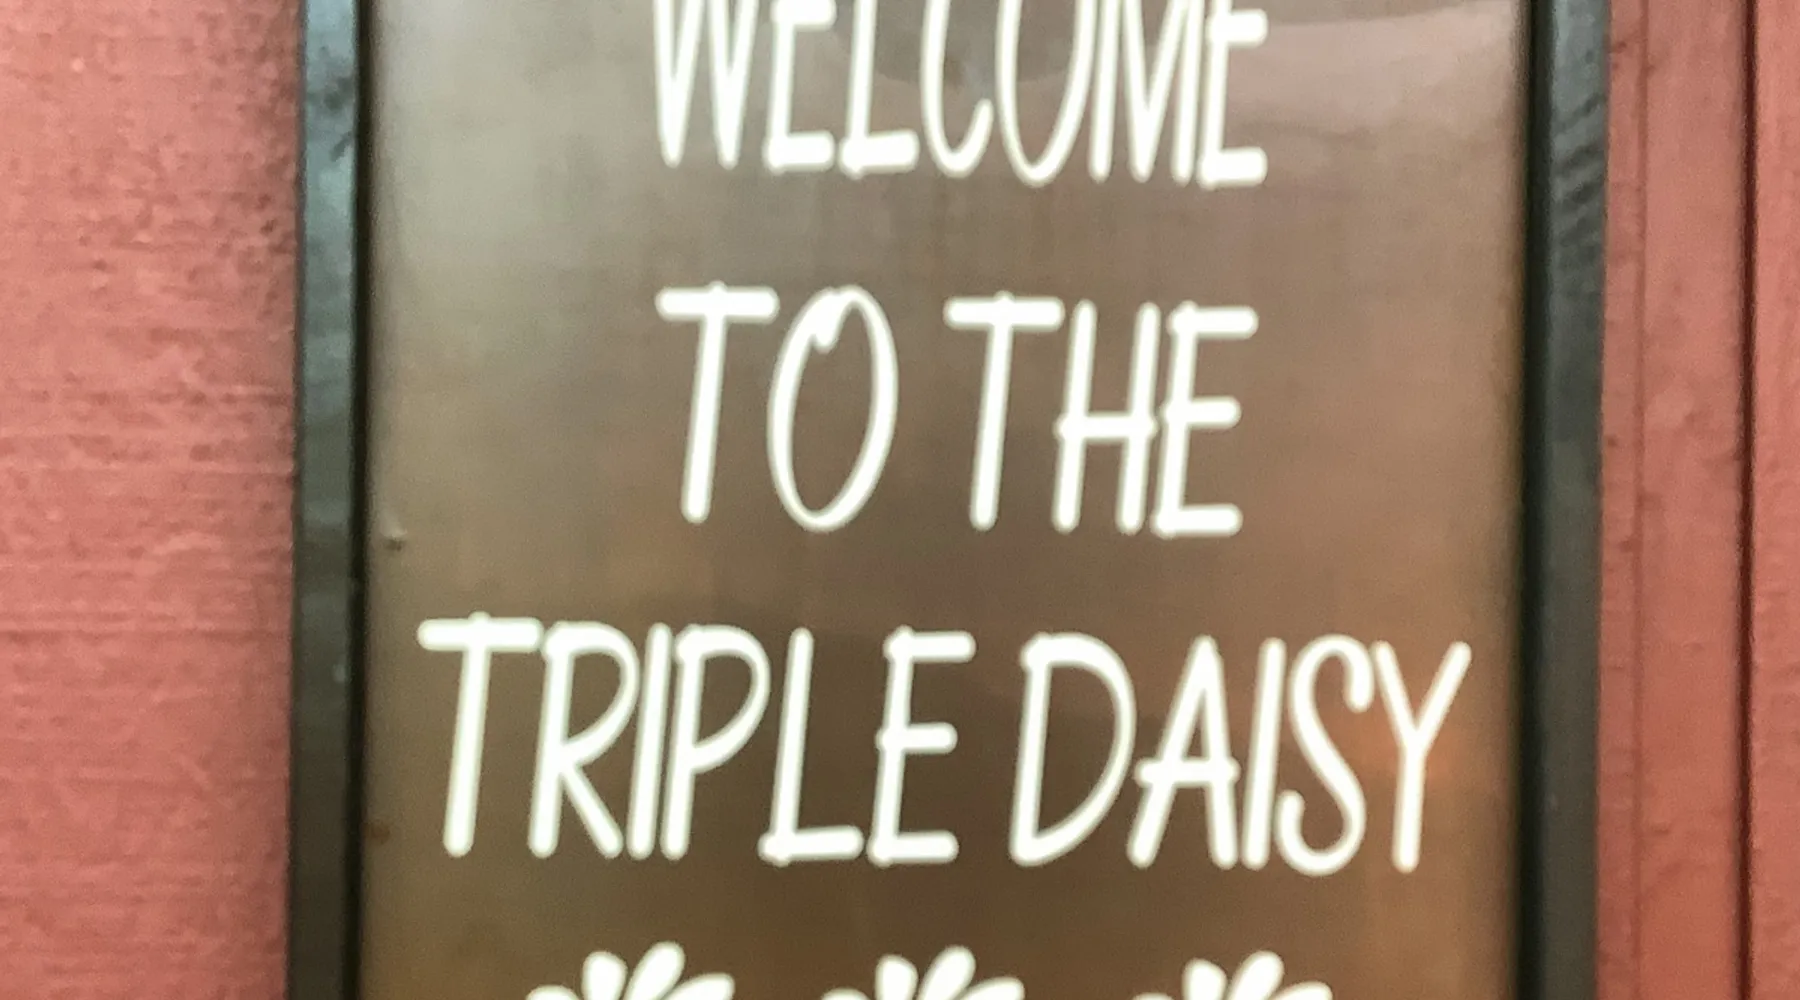 WELCOME
TO THE
TRIPLE DAISY